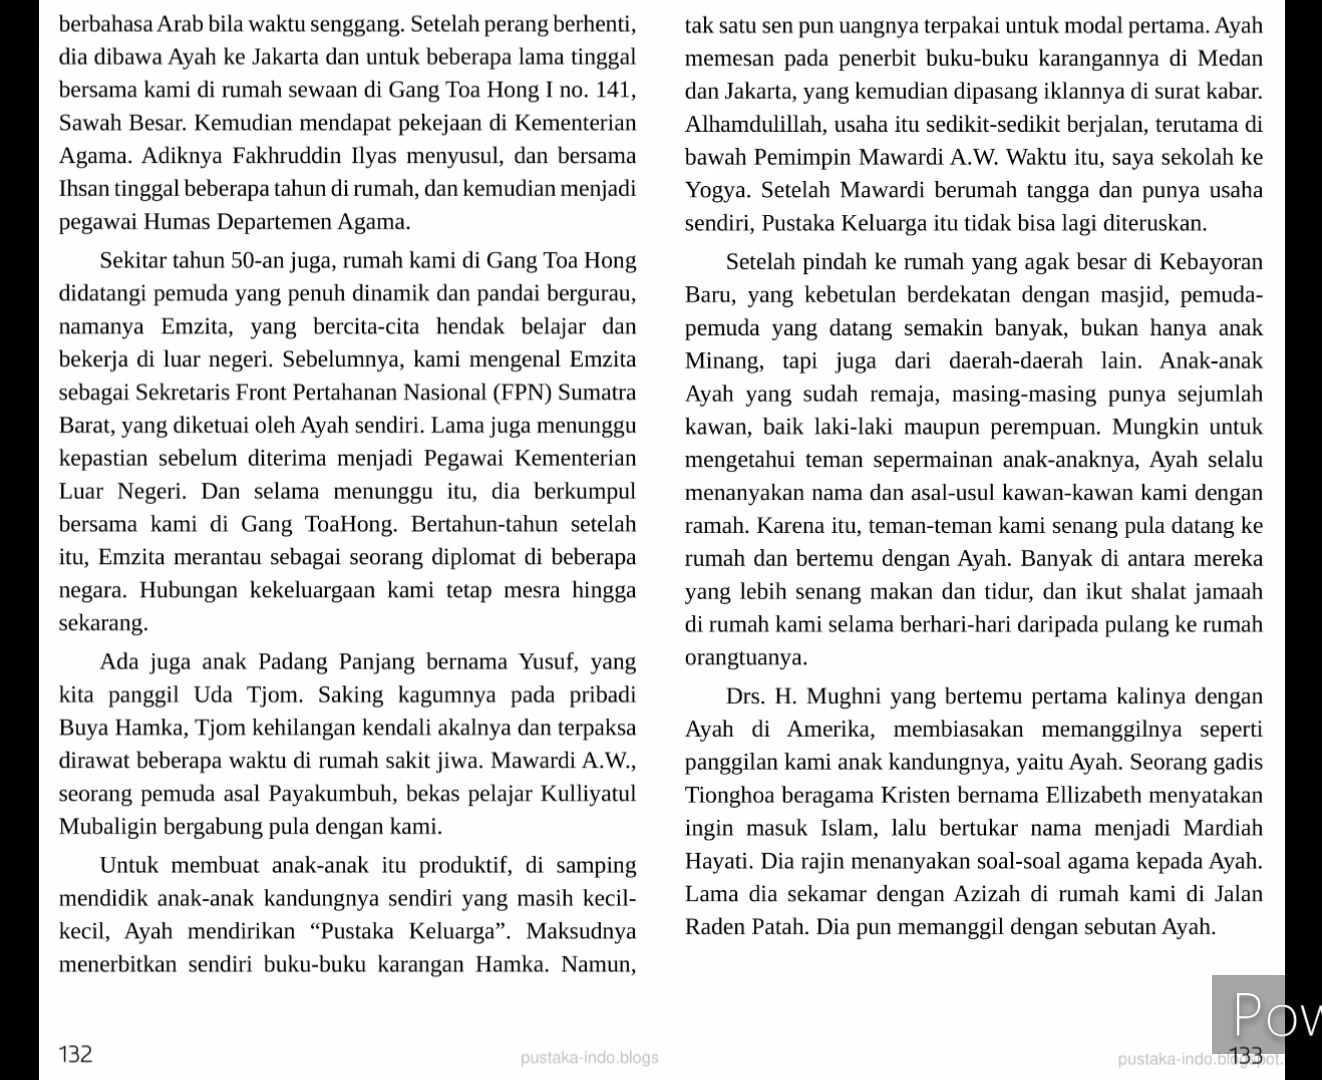 berbahasa Arab bila waktu senggang. Setelah perang berhenti,
dia dibawa Ayah ke Jakarta dan untuk beberapa lama tinggal
bersama kami di rumah sewaan di Gang Toa Hong I no. 141,
Sawah Besar. Kemudian mendapat pekejaan di Kementerian
Agama. Adiknya Fakhruddin Ilyas menyusul, dan bersama
Ihsan tinggal beberapa tahun di rumah, dan kemudian menjadi
pegawai Humas Departemen Agama.
Sekitar tahun 50-an juga, rumah kami di Gang Toa Hong
didatangi pemuda yang penuh dinamik dan pandai bergurau,
namanya Emzita, yang bercita-cita hendak belajar dan
bekerja di luar negeri. Sebelumnya, kami mengenal Emzita
sebagai Sekretaris Front Pertahanan Nasional (FPN) Sumatra
Barat, yang diketuai oleh Ayah sendiri. Lama juga menunggu
kepastian sebelum diterima menjadi Pegawai Kementerian
Luar Negeri. Dan selama menunggu itu, dia berkumpul
bersama kami di Gang ToaHong. Bertahun-tahun setelah
itu, Emzita merantau sebagai seorang diplomat di beberapa
negara. Hubungan kekeluargaan kami tetap mesra hingga
sekarang.
Ada juga anak Padang Panjang bernama Yusuf, yang
kita panggil Uda Tjom. Saking kagumnya pada pribadi
Buya Hamka, Tjom kehilangan kendali akalnya dan terpaksa
dirawat beberapa waktu di rumah sakit jiwa. Mawardi A.W.,
seorang pemuda asal Payakumbuh, bekas pelajar Kulliyatul
Mubaligin bergabung pula dengan kami.
Untuk membuat anak-anak itu produktif, di samping
mendidik anak-anak kandungnya sendiri yang masih kecil-
kecil, Ayah mendirikan “Pustaka Keluarga”. Maksudnya
menerbitkan sendiri buku-buku karangan Hamka. Namun,
132
pustaka-indo.blogs
tak satu sen pun uangnya terpakai untuk modal pertama. Ayah
memesan pada penerbit buku-buku karangannya di Medan
dan Jakarta, yang kemudian dipasang iklannya di surat kabar.
Alhamdulillah, usaha itu sedikit-sedikit berjalan, terutama di
bawah Pemimpin Mawardi A.W. Waktu itu, saya sekolah ke
Yogya. Setelah Mawardi berumah tangga dan punya usaha
sendiri, Pustaka Keluarga itu tidak bisa lagi diteruskan.
Setelah pindah ke rumah yang agak besar di Kebayoran
Baru, yang kebetulan berdekatan dengan masjid, pemuda-
pemuda yang datang semakin banyak, bukan hanya anak
Minang, tapi juga dari daerah-daerah lain. Anak-anak
Ayah yang sudah remaja, masing-masing punya sejumlah
kawan, baik laki-laki maupun perempuan. Mungkin untuk
mengetahui teman sepermainan anak-anaknya, Ayah selalu
menanyakan nama dan asal-usul kawan-kawan kami dengan
ramah. Karena itu, teman-teman kami senang pula datang ke
rumah dan bertemu dengan Ayah. Banyak di antara mereka
yang lebih senang makan dan tidur, dan ikut shalat jamaah
di rumah kami selama berhari-hari daripada pulang ke rumah
orangtuanya.
Drs. H. Mughni yang bertemu pertama kalinya dengan
Ayah di Amerika, membiasakan memanggilnya seperti
panggilan kami anak kandungnya, yaitu Ayah. Seorang gadis
Tionghoa beragama Kristen bernama Ellizabeth menyatakan
ingin masuk Islam, lalu bertukar nama menjadi Mardiah
Hayati. Dia rajin menanyakan soal-soal agama kepada Ayah.
Lama dia sekamar dengan Azizah di rumah kami di Jalan
Raden Patah. Dia pun memanggil dengan sebutan Ayah.
Pow
pustaka-indo.blogspot.
133